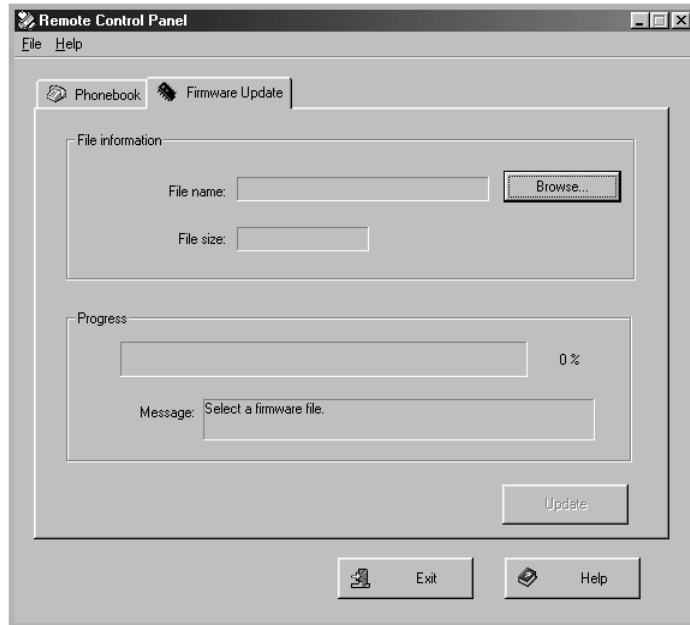 Remote Control Panel
File Help
Phonebook Firmware Update
File information
File name: Browse...
File size:
Progress
0 %
Message: Select a firmware file.
Update
Exit Help